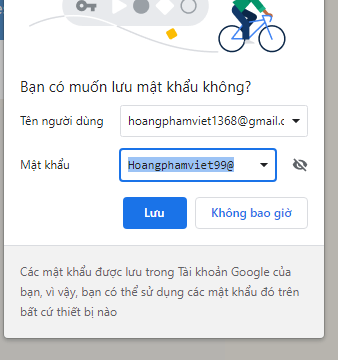 Bạn có muốn lưu mật khẩu không?
Tên người dùng hoangphamviet1368@gmail.c
Mật khẩu Hoangphamviet99@
Lưu Không bao giờ
Các mật khẩu được lưu trong Tài khoản Google của
bạn, vì vậy, bạn có thể sử dụng các mật khẩu đó trên
bất cứ thiết bị nào